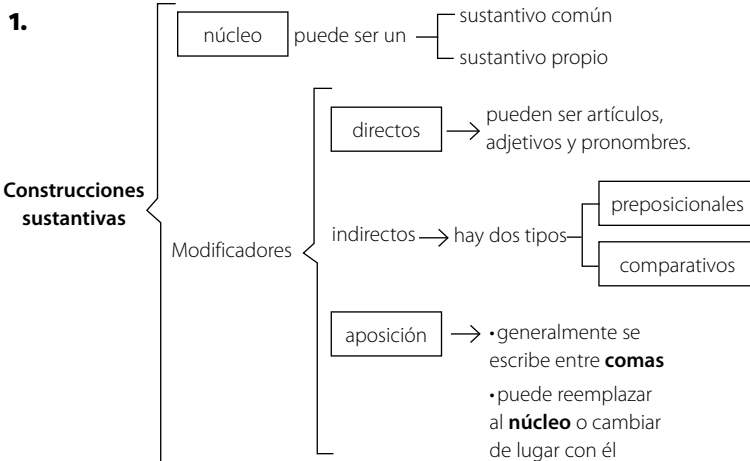 1.
núcleo puede ser un
sustantivo común
sustantivo propio
Construcciones
sustantivas
Modificadores
directos
pueden ser artículos,
adjetivos y pronombres.
indirectos hay dos tipos
preposicionales
comparativos
aposición
•generalmente se
escribe entre comas
•puede reemplazar
al núcleo o cambiar
de lugar con él